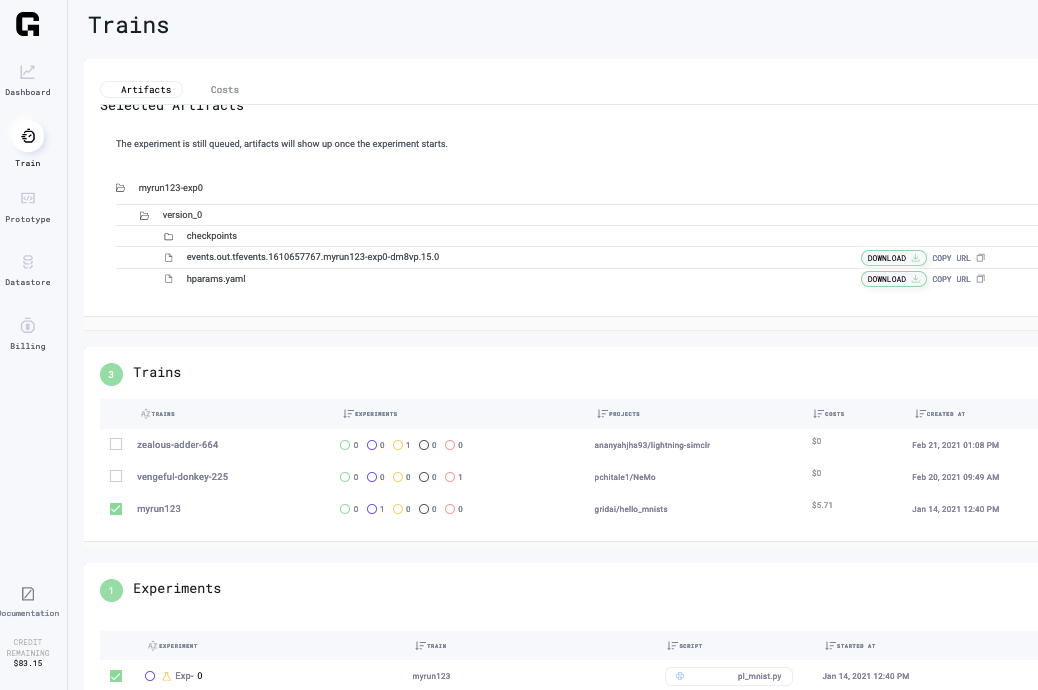 Trains
Dashboard
Train
Prototype
Datastore
Billing
Documentation
CREDIT
REMAINING
$83.15
Artifacts Costs
Selected Artifacts
The experiment is still queued, artifacts will show up once the experiment starts.
myrun123-exp0
version_0
checkpoints
events.out.tfevents.1610657767.myrun123-exp0-dm8vp.15.0 DOWNLOAD COPY URL
hparams.yaml DOWNLOAD COPY URL
3 Trains
TRAINS EXPERIMENTS PROJECTS COSTS CREATED AT
zealous-adder-664 0 0 1 0 0 ananyahjha93/lightning-simclr $0 Feb 21, 2021 01:08 PM
vengeful-donkey-225 0 0 0 0 1 pchitale1/NeMo $0 Feb 20, 2021 09:49 AM
myrun123 0 1 0 0 0 gridai/hello_mnists $5.71 Jan 14, 2021 12:40 PM
1 Experiments
EXPERIMENT TRAIN SCRIPT STARTED AT
Exp- 0 myrun123 pl_mnist.py Jan 14, 2021 12:40 PM